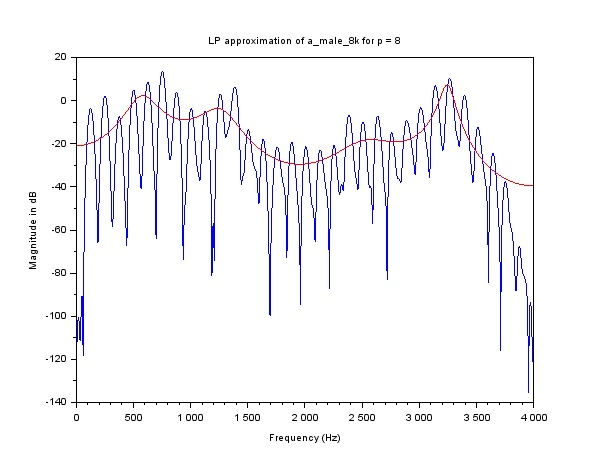 LP approximation of a_male_8k for p = 8
20
0
-20
-40
-60
-80
-100
-120
-140
Magnitude in dB
0 500 1 000 1 500 2 000 2 500 3 000 3 500 4 000
Frequency (Hz)